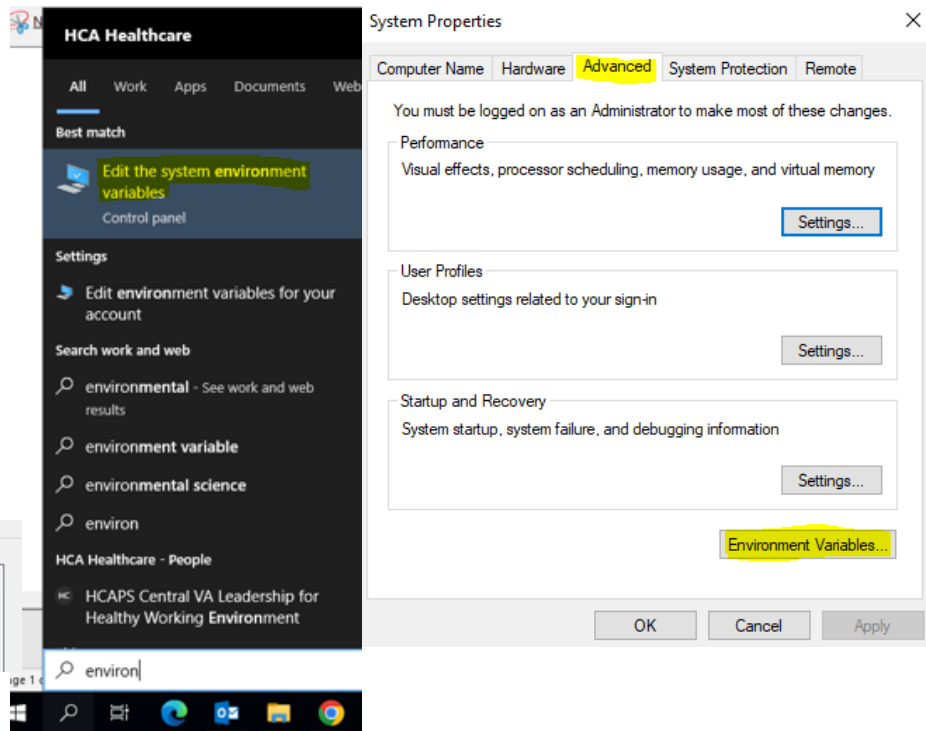 N
HCA Healthcare
All Work Apps Documents Web
Best match
Edit the system environment
variables
Control panel
Settings
Edit environment variables for your
account
Search work and web
environmental - See work and web
results
environment variable
environmental science
environ
HCA Healthcare - People
HC HCAPS Central VA Leadership for
Healthy Working Environment
environ
age 1 c
System Properties
Computer Name Hardware Advanced System Protection Remote
You must be logged on as an Administrator to make most of these changes.
Performance
Visual effects, processor scheduling, memory usage, and virtual memory
Settings...
User Profiles
Desktop settings related to your sign-in
Settings...
Startup and Recovery
System startup, system failure, and debugging information
Settings...
Environment Variables...
OK Cancel Apply